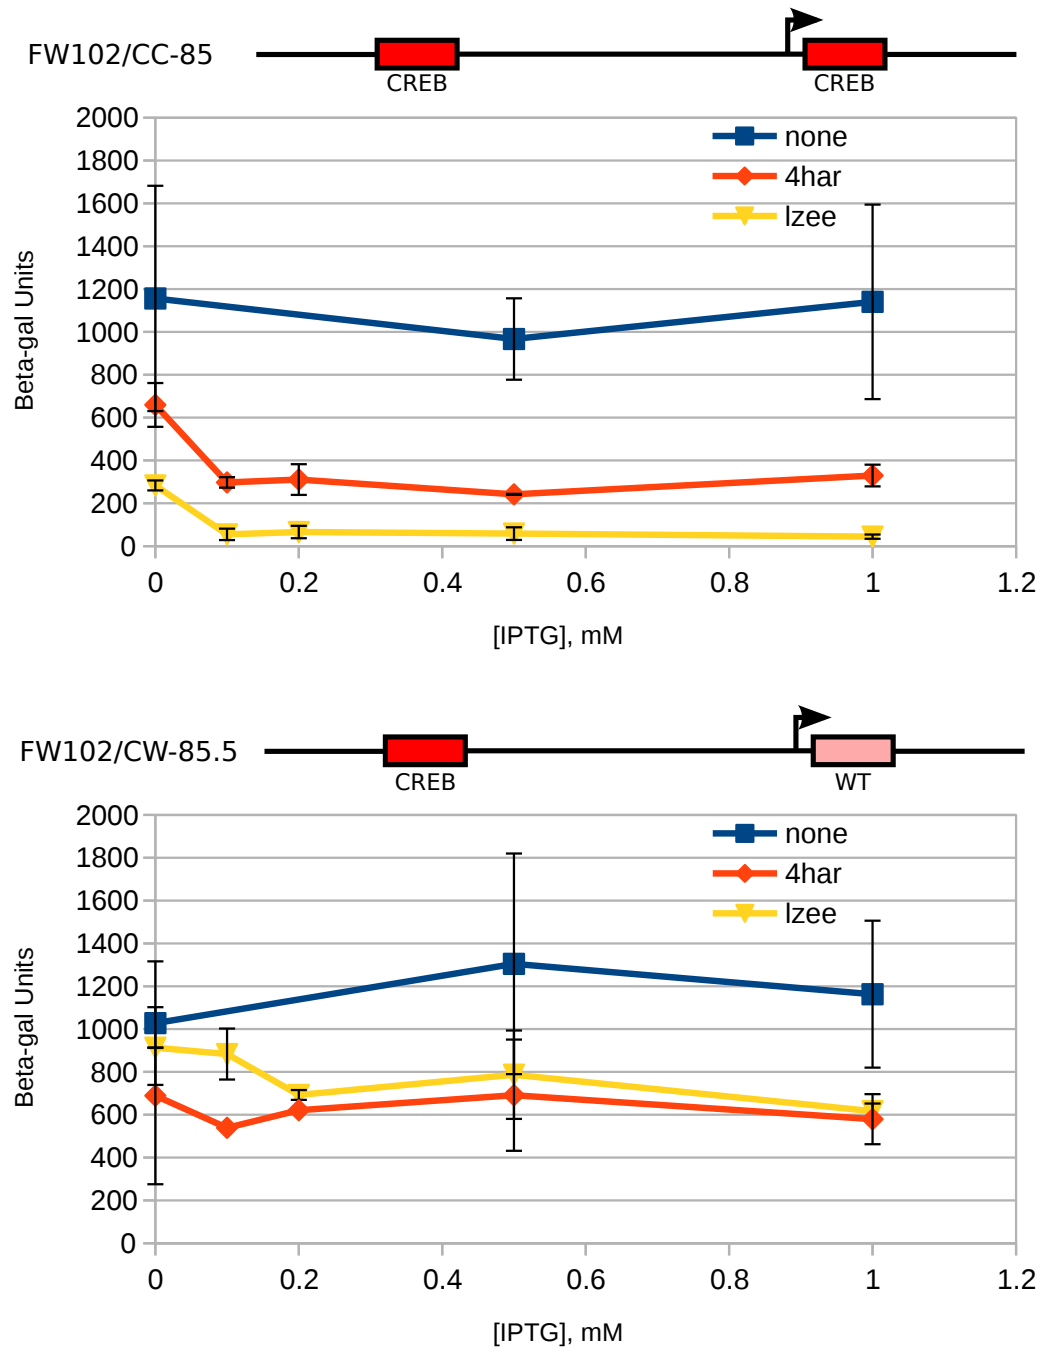 FW102/CC-85
CREB CREB
2000
1800
1600
1400
1200
1000
800
600
400
200
0
Beta-gal Units
none
4har
lzee
0 0.2 0.4 0.6 0.8 1 1.2
[IPTG], mM
FW102/CW-85.5
CREB WT
2000
1800
1600
1400
1200
1000
800
600
400
200
0
Beta-gal Units
none
4har
lzee
0 0.2 0.4 0.6 0.8 1 1.2
[IPTG], mM